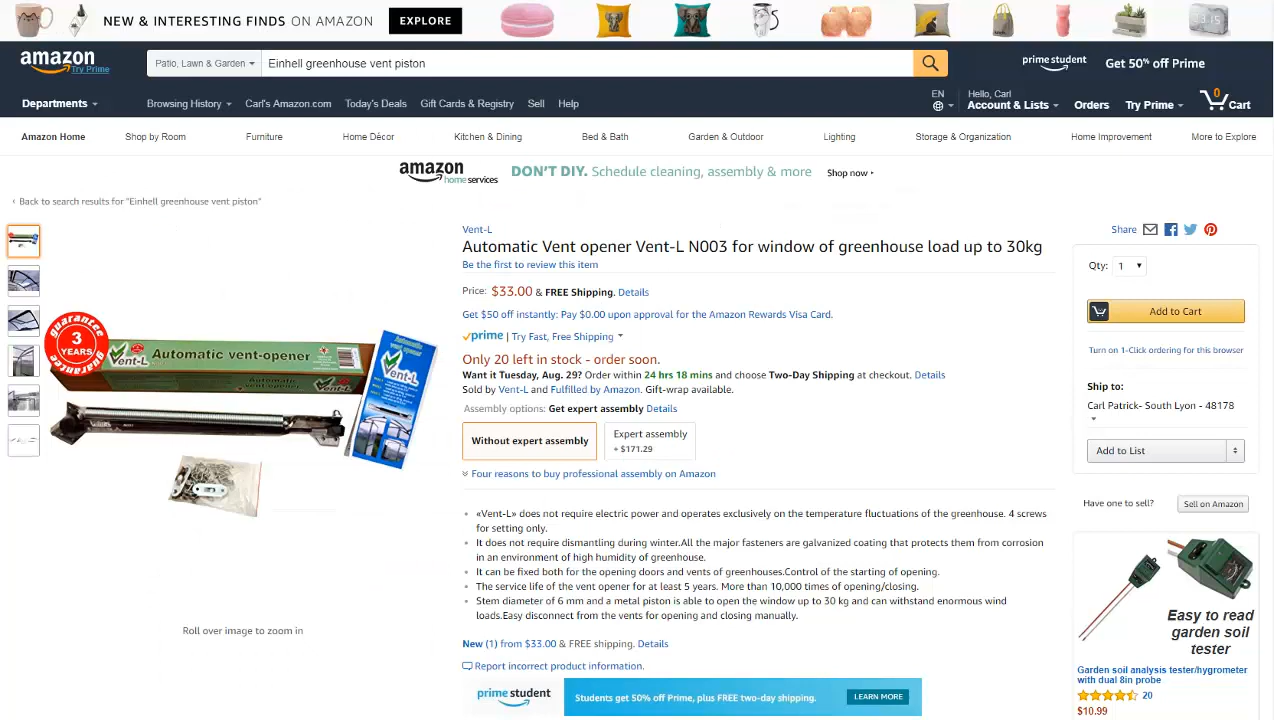 NEW & INTERESTING FINDS ON AMAZON EXPLORE
amazon
Try Prime
Patio, Lawn & Garden
Einhell greenhouse vent piston
prime student
Get 50% off Prime
Departments
Browsing History
Carl's Amazon.com
Today's Deals
Gift Cards & Registry
Sell
Help
EN
Hello, Carl
Account & Lists
Orders
Try Prime
0
Cart
Amazon Home
Shop by Room
Furniture
Home Décor
Kitchen & Dining
Bed & Bath
Garden & Outdoor
Lighting
Storage & Organization
Home Improvement
More to Explore
amazon
home services
DON'T DIY. Schedule cleaning, assembly & more
Shop now
Back to search results for "Einhell greenhouse vent piston"
guarantee
3
YEARS
guarantee
Vent-L
Automatic vent-opener
Automatic vent-opener
Vent-L
Roll over image to zoom in
Vent-L
Automatic Vent opener Vent-L N003 for window of greenhouse load up to 30kg
Be the first to review this item
Price: $33.00 & FREE Shipping. Details
Get $50 off instantly: Pay $0.00 upon approval for the Amazon Rewards Visa Card.
prime | Try Fast, Free Shipping
Only 20 left in stock - order soon.
Want it Tuesday, Aug. 29? Order within 24 hrs 18 mins and choose Two-Day Shipping at checkout. Details
Sold by Vent-L and Fulfilled by Amazon. Gift-wrap available.
Assembly options: Get expert assembly Details
Without expert assembly
Expert assembly
+ $171.29
Four reasons to buy professional assembly on Amazon
«Vent-L» does not require electric power and operates exclusively on the temperature fluctuations of the greenhouse. 4 screws
for setting only.
It does not require dismantling during winter.All the major fasteners are galvanized coating that protects them from corrosion
in an environment of high humidity of greenhouse.
It can be fixed both for the opening doors and vents of greenhouses.Control of the starting of opening.
The service life of the vent opener for at least 5 years. More than 10,000 times of opening/closing.
Stem diameter of 6 mm and a metal piston is able to open the window up to 30 kg and can withstand enormous wind
loads.Easy disconnect from the vents for opening and closing manually.
New (1) from $33.00 & FREE shipping. Details
Report incorrect product information.
prime student
Students get 50% off Prime, plus FREE two-day shipping.
LEARN MORE
Share
Qty: 1
Add to Cart
Turn on 1-Click ordering for this browser
Ship to:
Carl Patrick- South Lyon - 48178
Add to List
Have one to sell?
Sell on Amazon
Easy to read
garden soil
tester
Garden soil analysis tester/hygrometer
with dual 8in probe
20
$10.99